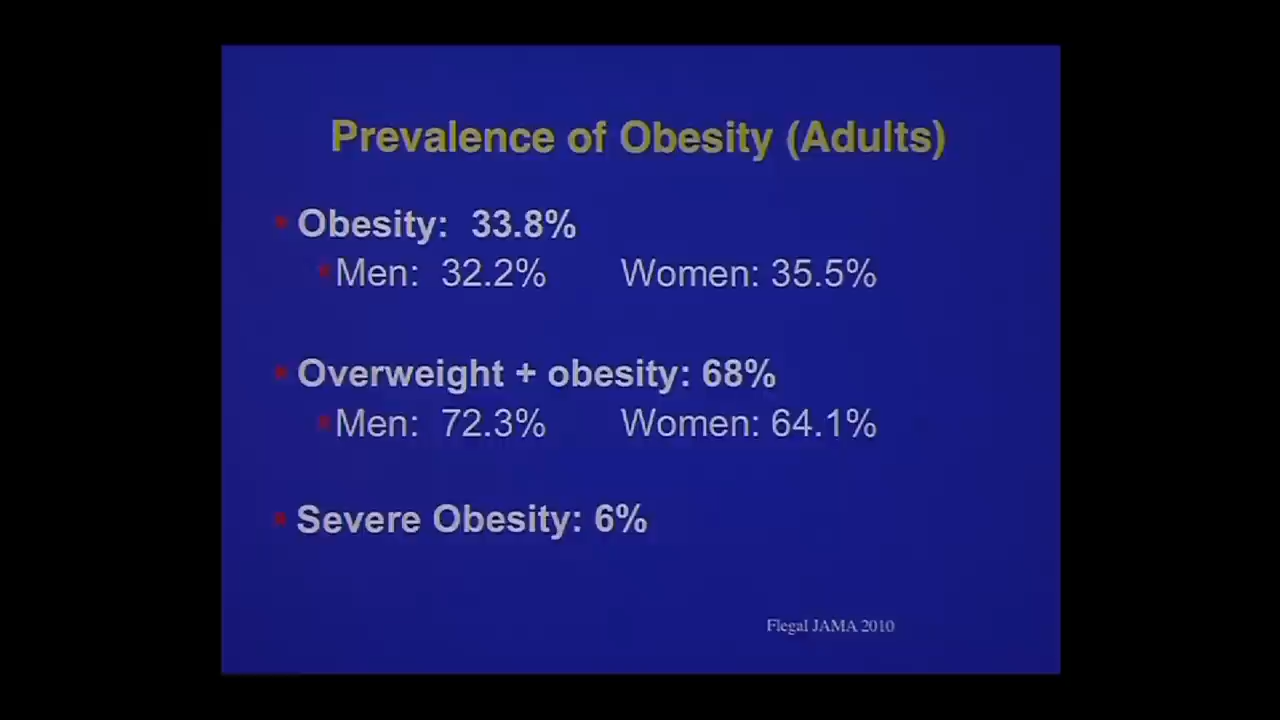 Prevalence of Obesity (Adults)
Obesity: 33.8%
Men: 32.2% Women: 35.5%
Overweight + obesity: 68%
Men: 72.3% Women: 64.1%
Severe Obesity: 6%
Flegal JAMA 2010